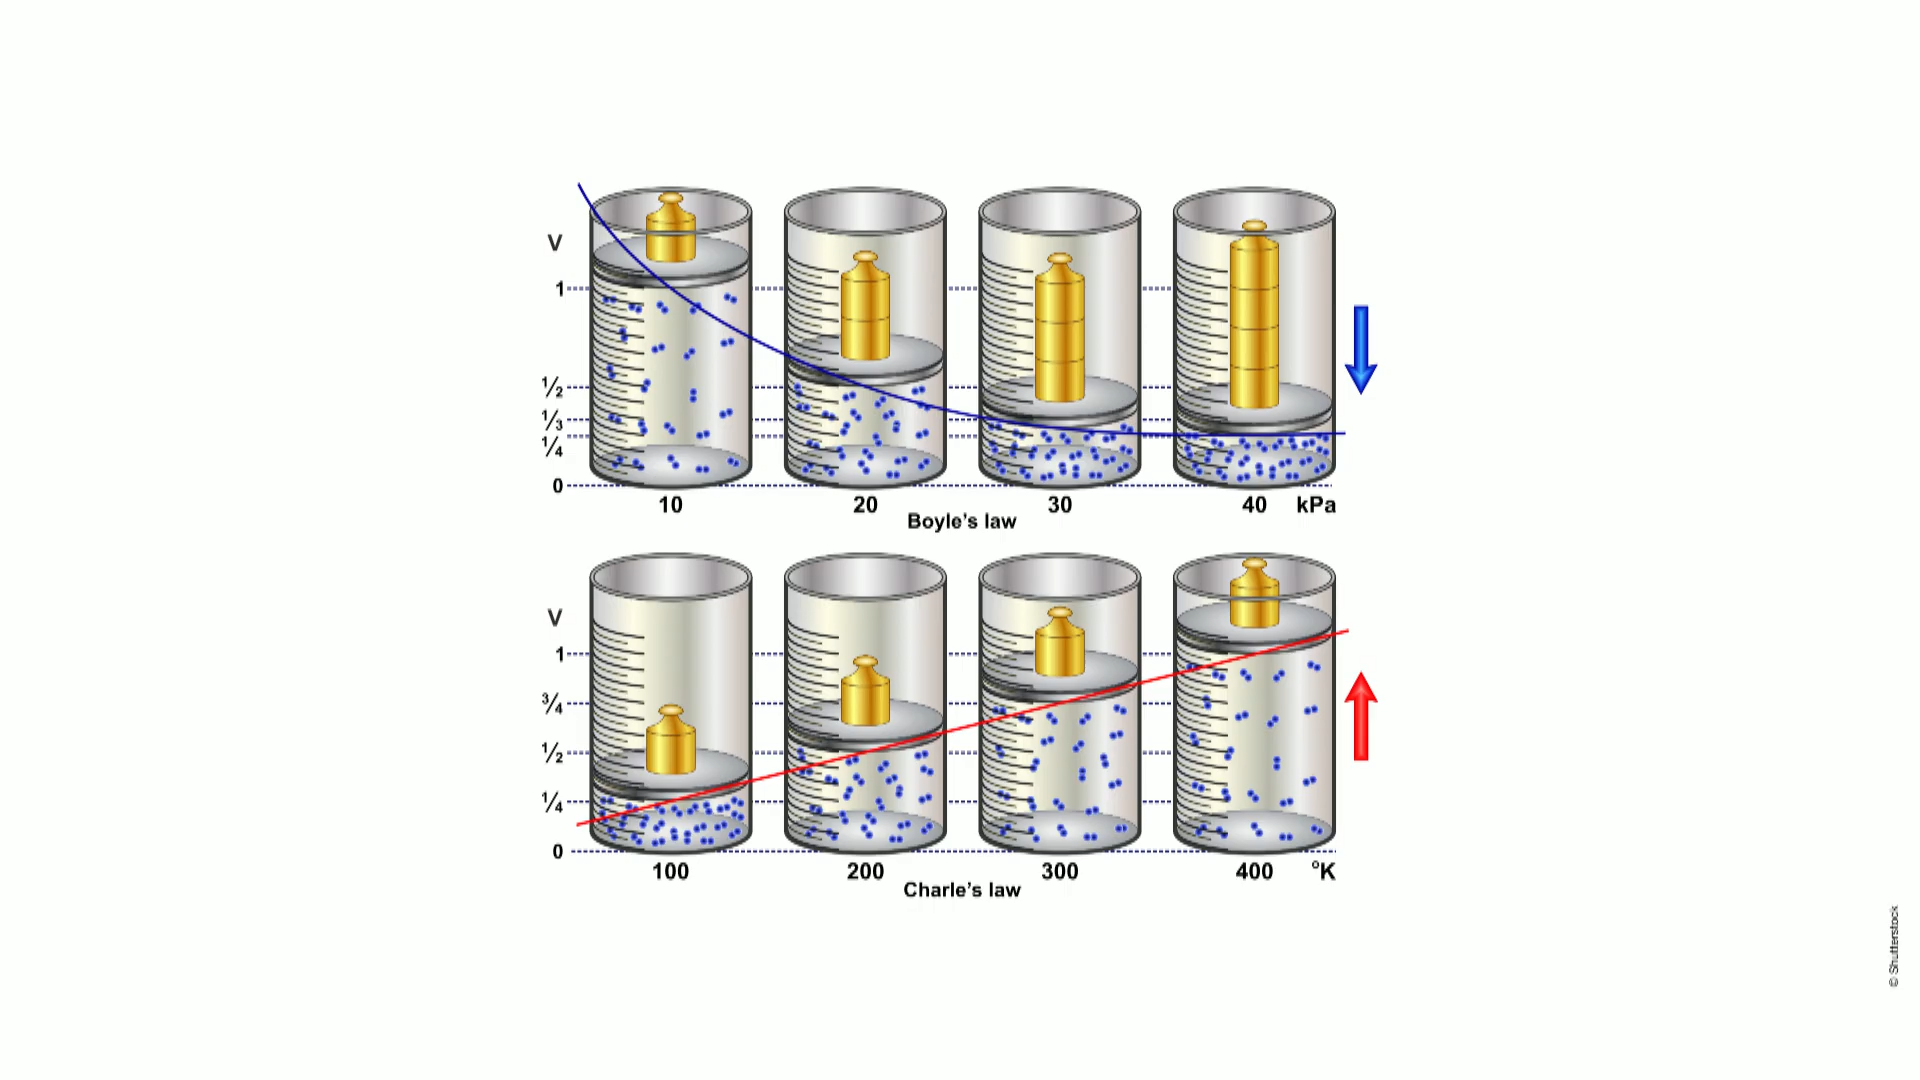 V
1
½
⅓
¼
0
10 20 30 40 kPa
Boyle's law
V
1
¾
½
¼
0
100 200 300 400 °K
Charle's law
© Shutterstock